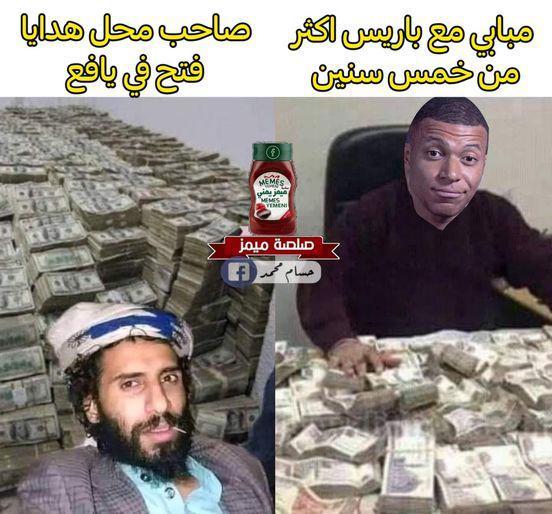 مبابي مع باريس اكثر
من خمس سنين
صاحب محل هدايا
فتح في يافع
MEMES
ميمز يمني
MEMES
YEMENI
صلصة ميمز
حسام محمد